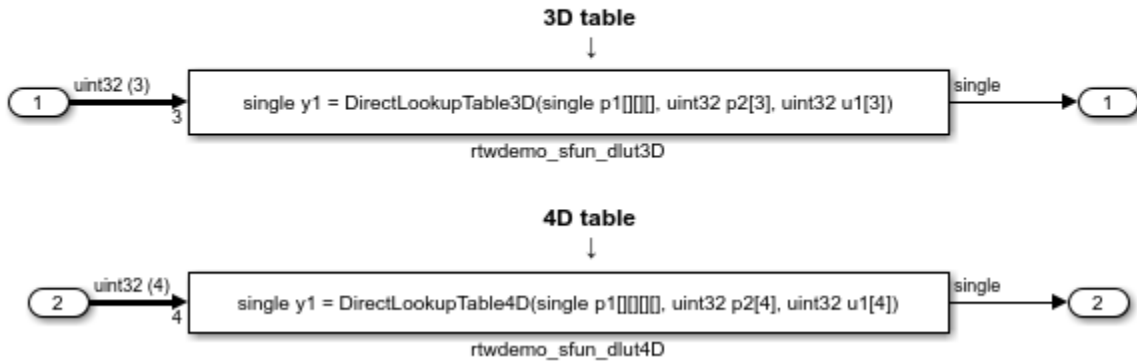 3D table
↓
uint32 (3)
1
3
single y1 = DirectLookupTable3D(single p1[][][], uint32 p2[3], uint32 u1[3])
single
1
rtwdemo_sfun_dlut3D
4D table
↓
uint32 (4)
2
4
single y1 = DirectLookupTable4D(single p1[][][][], uint32 p2[4], uint32 u1[4])
single
2
rtwdemo_sfun_dlut4D